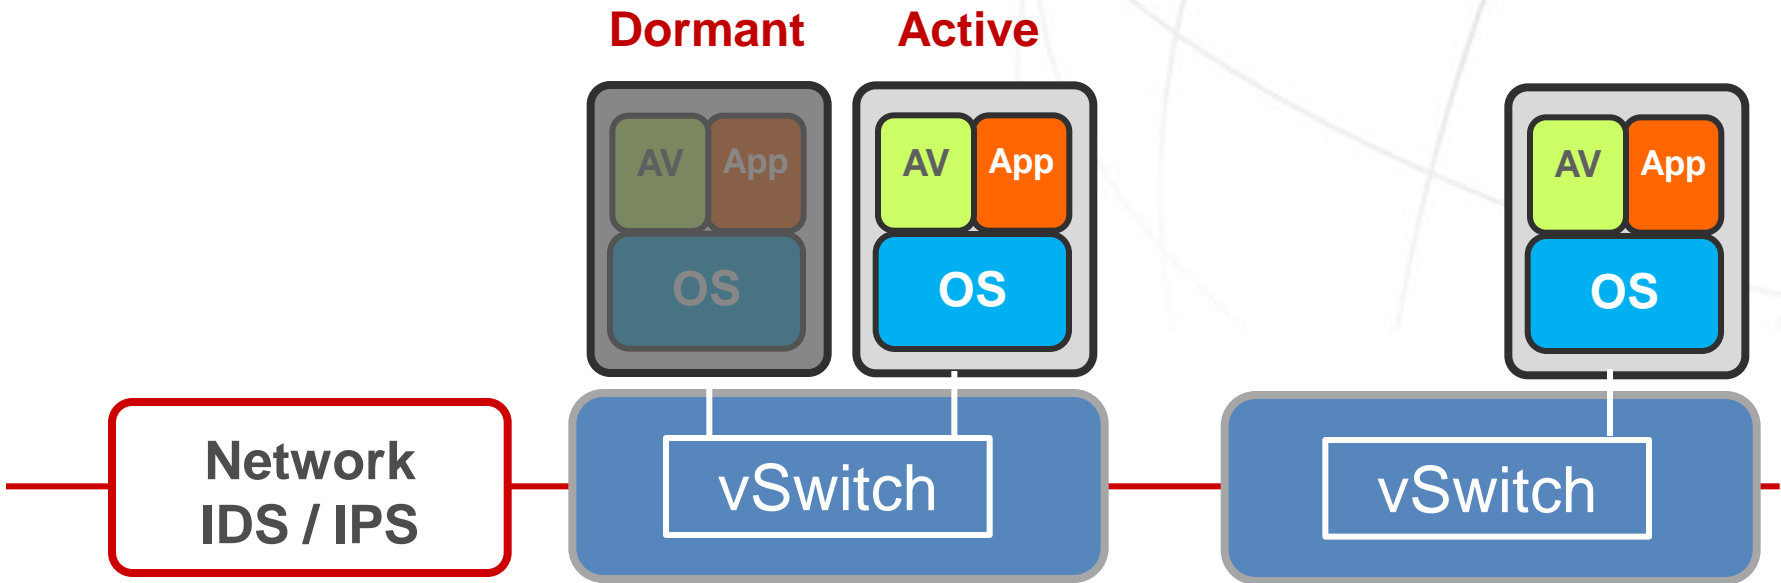 Dormant
Active
AV
App
OS
AV
App
OS
AV
App
OS
Network
IDS / IPS
vSwitch
vSwitch